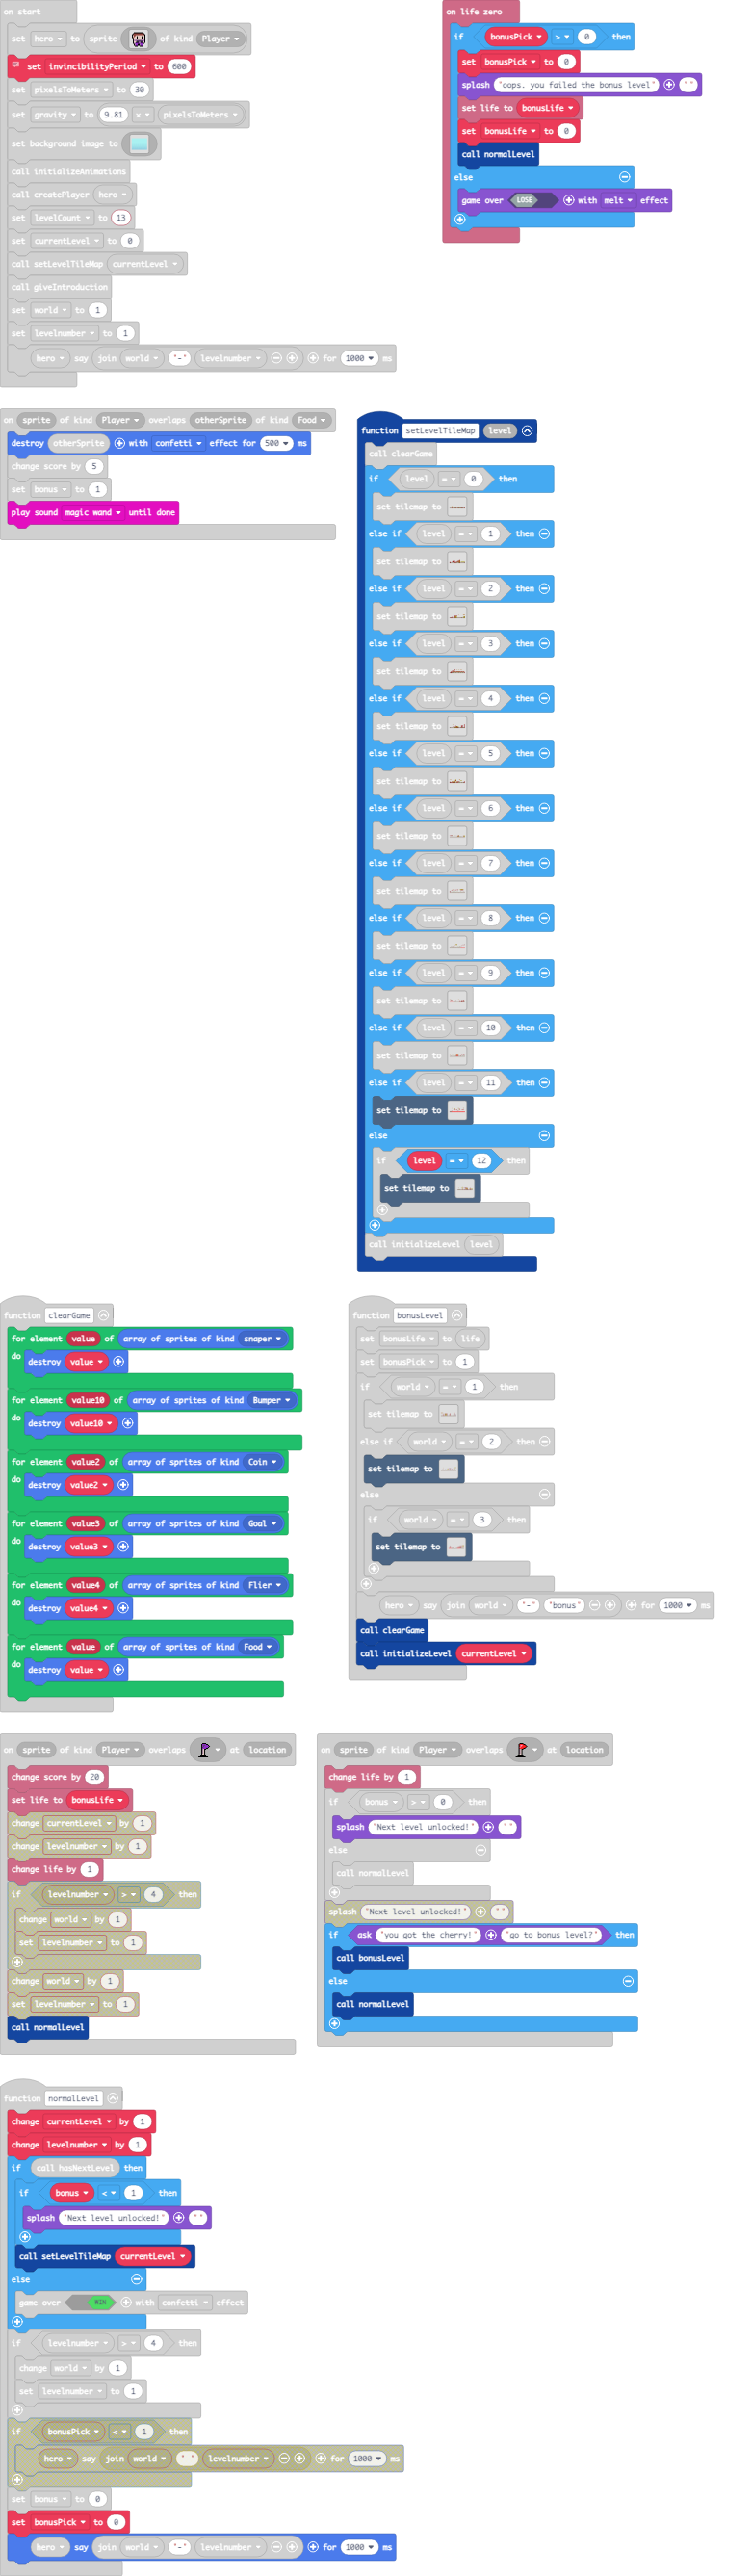 on start
set hero to sprite of kind Player
set invincibilityPeriod to 600
set pixelsToMeters to 30
set gravity to 9.81 × pixelsToMeters
set background image to
call initializeAnimations
call createPlayer hero
set levelCount to 13
set currentLevel to 0
call setLevelTileMap currentLevel
call giveIntroduction
set world to 1
set levelnumber to 1
hero say join world "-" levelnumber for 1000 ms
on life zero
if bonusPick > 0 then
set bonusPick to 0
splash "oops. you failed the bonus level" ""
set life to bonusLife
set bonusLife to 0
call normalLevel
else
game over LOSE with melt effect
on sprite of kind Player overlaps otherSprite of kind Food
destroy otherSprite with confetti effect for 500 ms
change score by 5
set bonus to 1
play sound magic wand until done
function setLevelTileMap level
call clearGame
if level = 0 then
set tilemap to
else if level = 1 then
set tilemap to
else if level = 2 then
set tilemap to
else if level = 3 then
set tilemap to
else if level = 4 then
set tilemap to
else if level = 5 then
set tilemap to
else if level = 6 then
set tilemap to
else if level = 7 then
set tilemap to
else if level = 8 then
set tilemap to
else if level = 9 then
set tilemap to
else if level = 10 then
set tilemap to
else if level = 11 then
set tilemap to
else
if level = 12 then
set tilemap to
call initializeLevel level
function clearGame
for element value of array of sprites of kind snaper
do destroy value
for element value10 of array of sprites of kind Bumper
do destroy value10
for element value2 of array of sprites of kind Coin
do destroy value2
for element value3 of array of sprites of kind Goal
do destroy value3
for element value4 of array of sprites of kind Flier
do destroy value4
for element value of array of sprites of kind Food
do destroy value
function bonusLevel
set bonusLife to life
set bonusPick to 1
if world = 1 then
set tilemap to
else if world = 2 then
set tilemap to
else
if world = 3 then
set tilemap to
hero say join world "-" "bonus" for 1000 ms
call clearGame
call initializeLevel currentLevel
on sprite of kind Player overlaps at location
change score by 20
set life to bonusLife
change currentLevel by 1
change levelnumber by 1
change life by 1
if levelnumber > 4 then
change world by 1
set levelnumber to 1
change world by 1
set levelnumber to 1
call normalLevel
on sprite of kind Player overlaps at location
change life by 1
if bonus > 0 then
splash "Next level unlocked!" ""
else
call normalLevel
splash "Next level unlocked!" ""
if ask "you got the cherry!" "go to bonus level?" then
call bonusLevel
else
call normalLevel
function normalLevel
change currentLevel by 1
change levelnumber by 1
if call hasNextLevel then
if bonus < 1 then
splash "Next level unlocked!" ""
call setLevelTileMap currentLevel
else
game over WIN with confetti effect
if levelnumber > 4 then
change world by 1
set levelnumber to 1
if bonusPick < 1 then
hero say join world "-" levelnumber for 1000 ms
set bonus to 0
set bonusPick to 0
hero say join world "-" levelnumber for 1000 ms